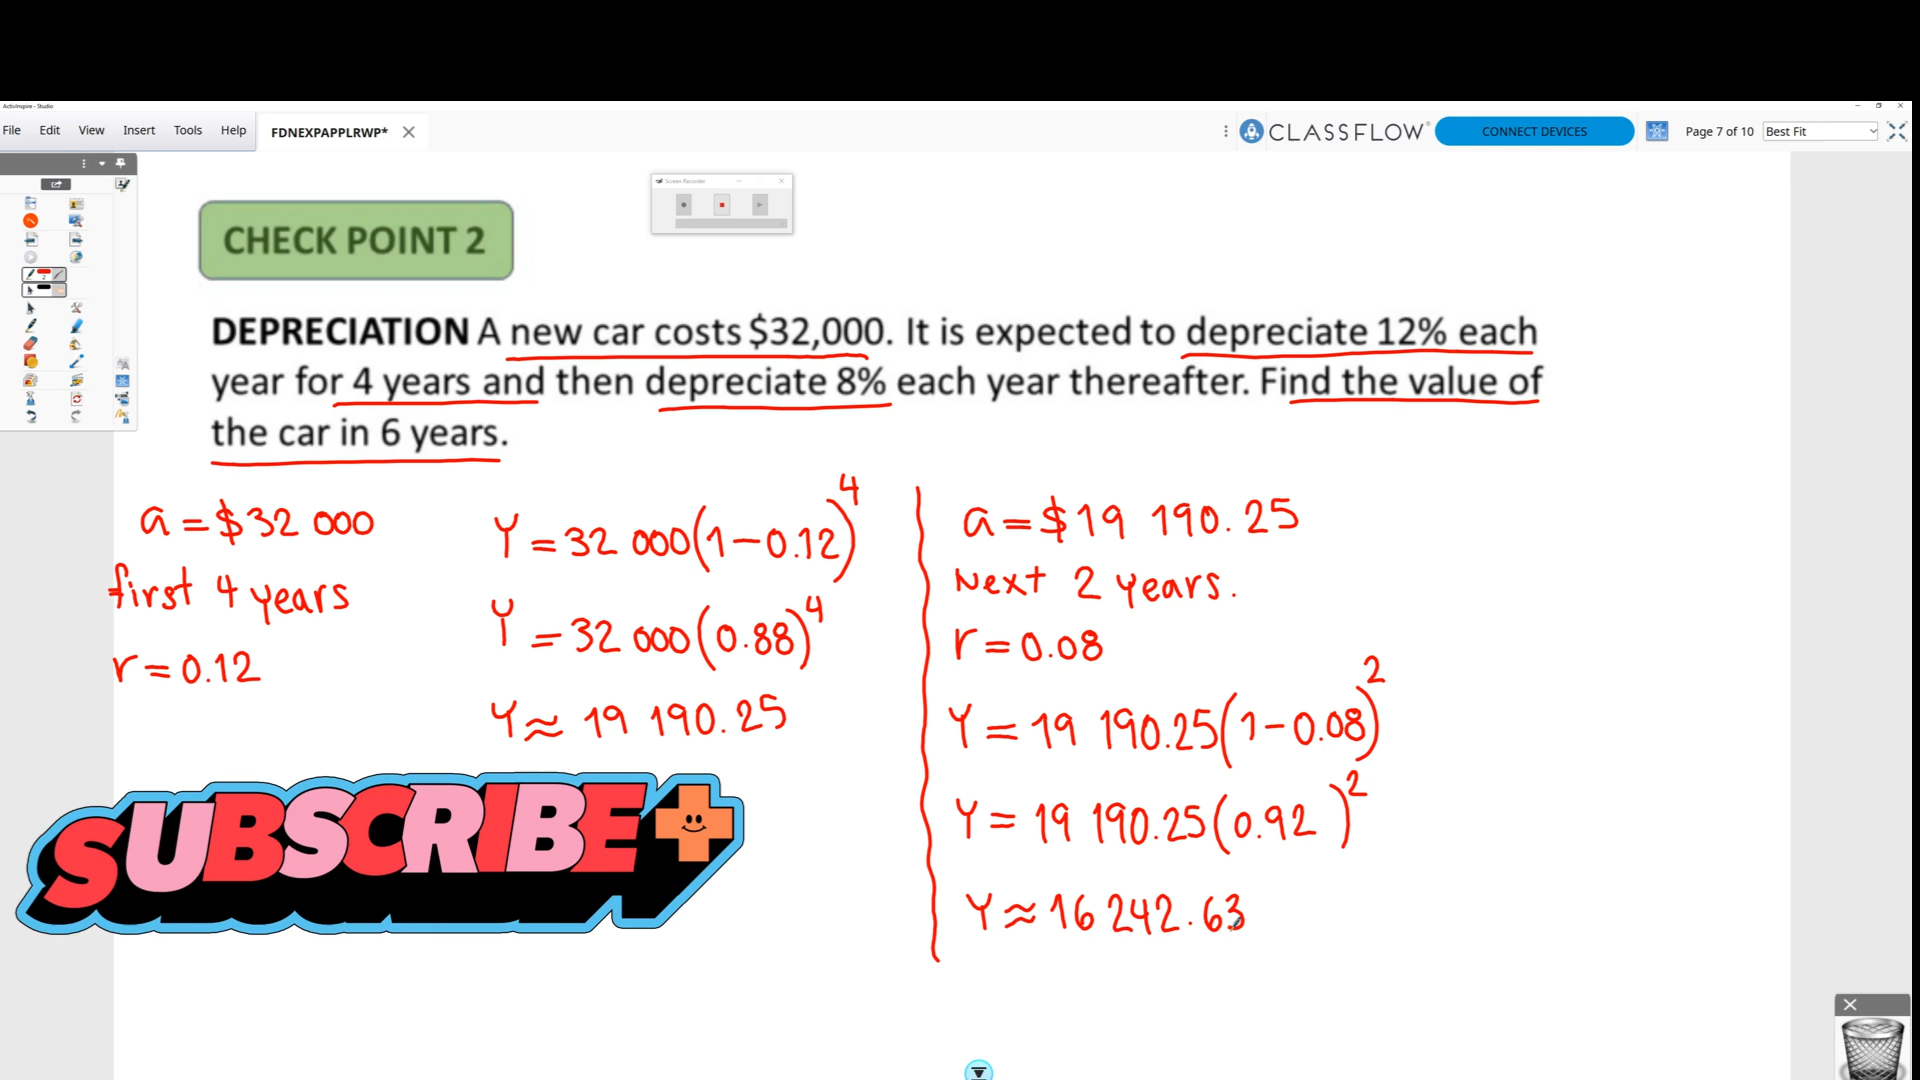 ActivInspire - Studio
File Edit View Insert Tools Help
FDNEXPAPPLRWP*
CLASSFLOW
CONNECT DEVICES
Page 7 of 10
Best Fit
Screen Recorder
2
CHECK POINT 2
DEPRECIATION A new car costs $32,000. It is expected to depreciate 12% each
year for 4 years and then depreciate 8% each year thereafter. Find the value of
the car in 6 years.
a = $32 000
first 4 years
r = 0.12
Y = 32 000(1-0.12)^4
Y = 32 000(0.88)^4
Y ≈ 19 190.25
a = $19 190.25
Next 2 years.
r = 0.08
Y = 19 190.25(1-0.08)^2
Y = 19 190.25(0.92)^2
Y ≈ 16 242.63
SUBSCRIBE